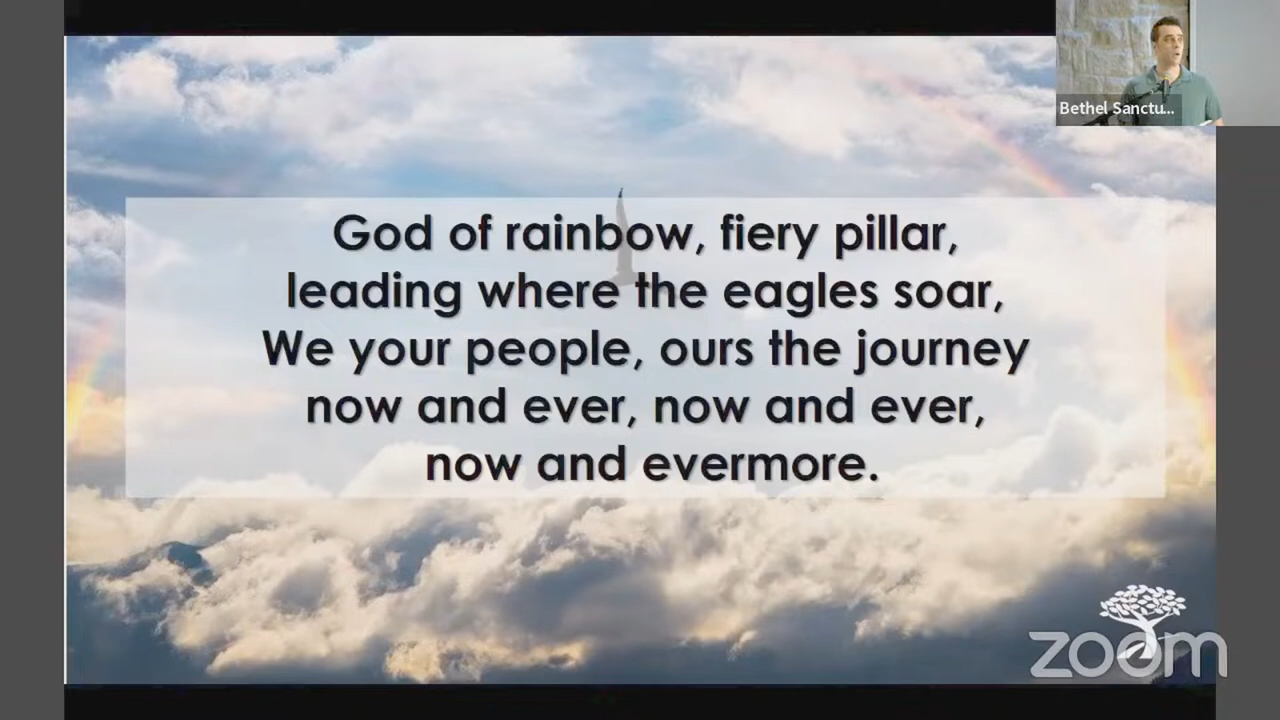 Bethel Sanctu...
God of rainbow, fiery pillar,
leading where the eagles soar,
We your people, ours the journey
now and ever, now and ever,
now and evermore.
zoom